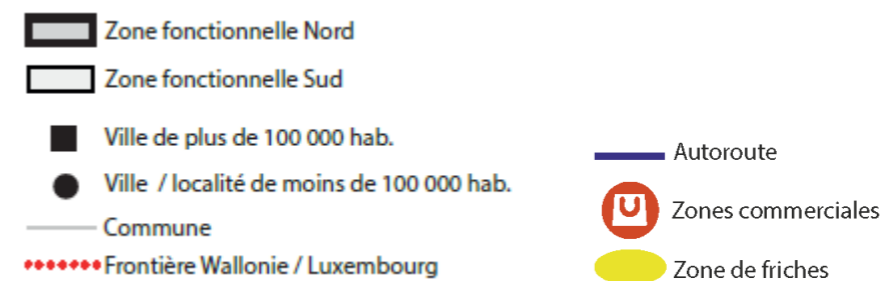 Zone fonctionnelle Nord
Zone fonctionnelle Sud
Ville de plus de 100 000 hab.
Ville / localité de moins de 100 000 hab.
Commune
Frontière Wallonie / Luxembourg
Autoroute
Zones commerciales
Zone de friches